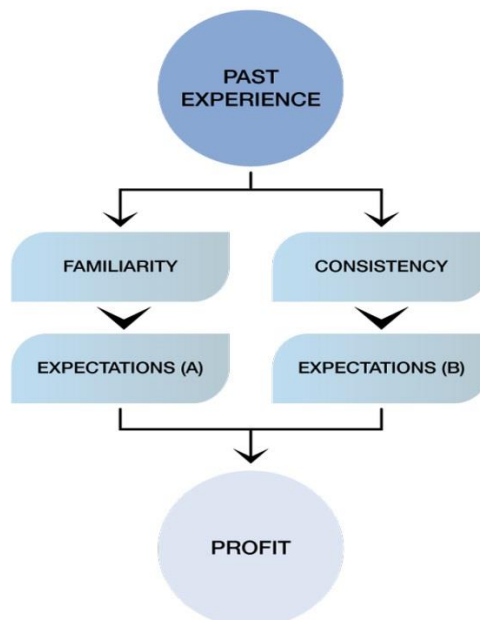 PAST
EXPERIENCE
FAMILIARITY
CONSISTENCY
EXPECTATIONS (A)
EXPECTATIONS (B)
PROFIT